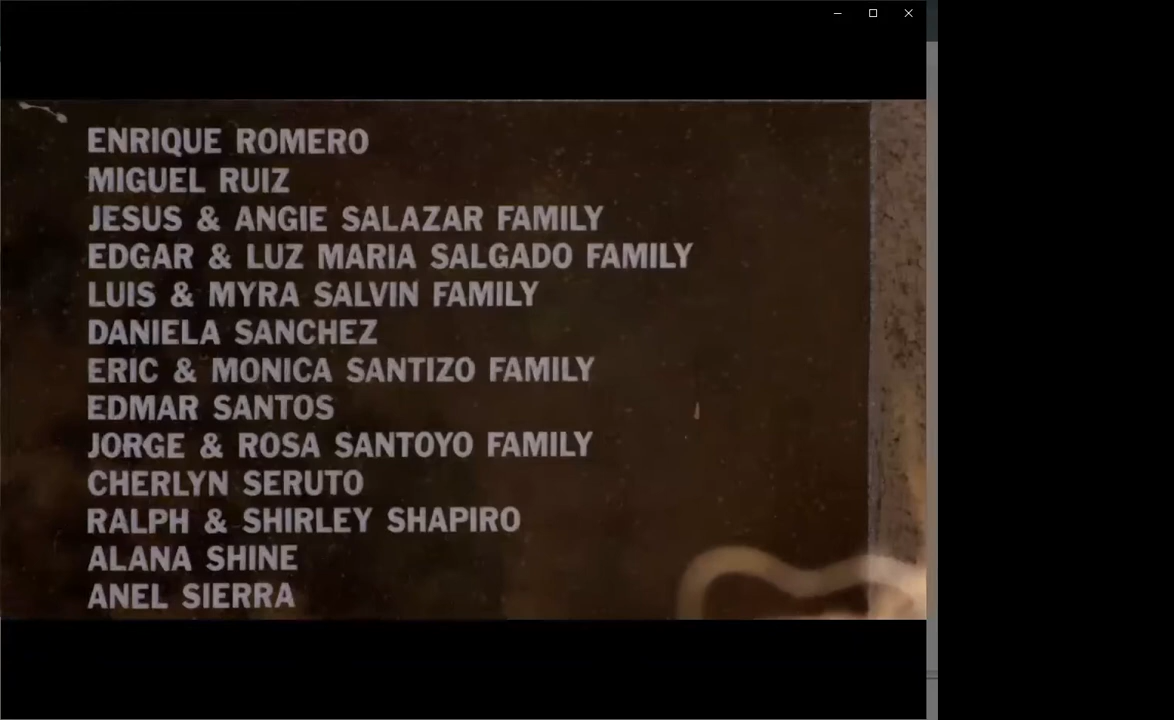 ENRIQUE ROMERO
MIGUEL RUIZ
JESUS & ANGIE SALAZAR FAMILY
EDGAR & LUZ MARIA SALGADO FAMILY
LUIS & MYRA SALVIN FAMILY
DANIELA SANCHEZ
ERIC & MONICA SANTIZO FAMILY
EDMAR SANTOS
JORGE & ROSA SANTOYO FAMILY
CHERLYN SERUTO
RALPH & SHIRLEY SHAPIRO
ALANA SHINE
ANEL SIERRA